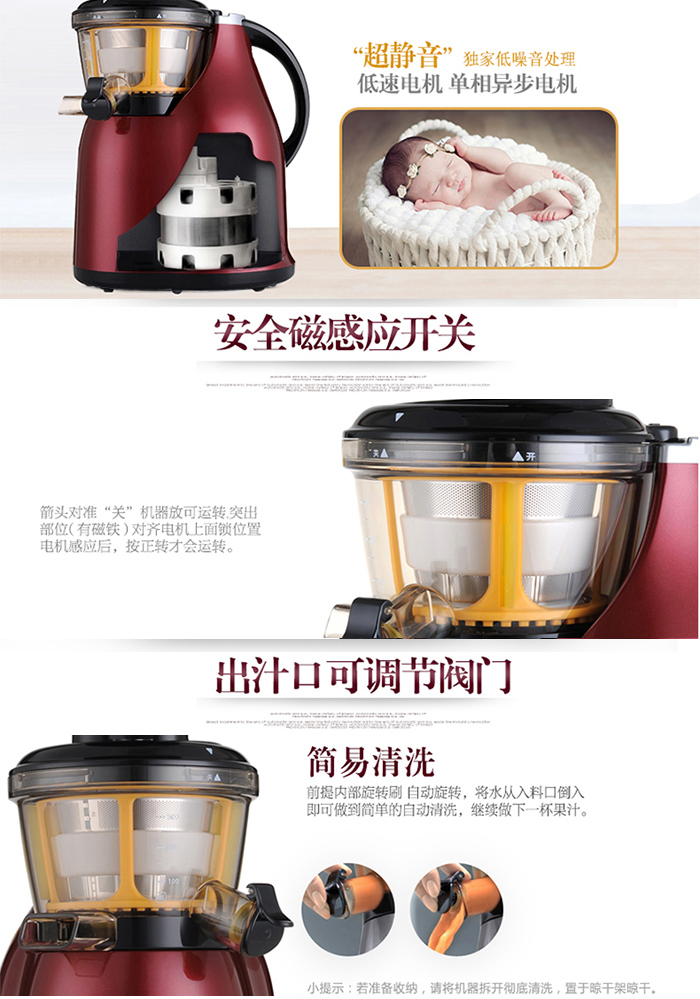 “超静音” 独家低噪音处理
低速电机 单相异步电机
安全磁感应开关
关 ▲ ▲开
箭头对准“关”机器放可运转,突出
部位(有磁铁)对齐电机上面锁位置
电机感应后，按正转才会运转。
出汁口可调节阀门
简易清洗
前提内部旋转刷 自动旋转，将水从入料口倒入
即可做到简单的自动清洗，继续做下一杯果汁。
小提示：若准备收纳，请将机器拆开彻底清洗，置于晾干架晾干。